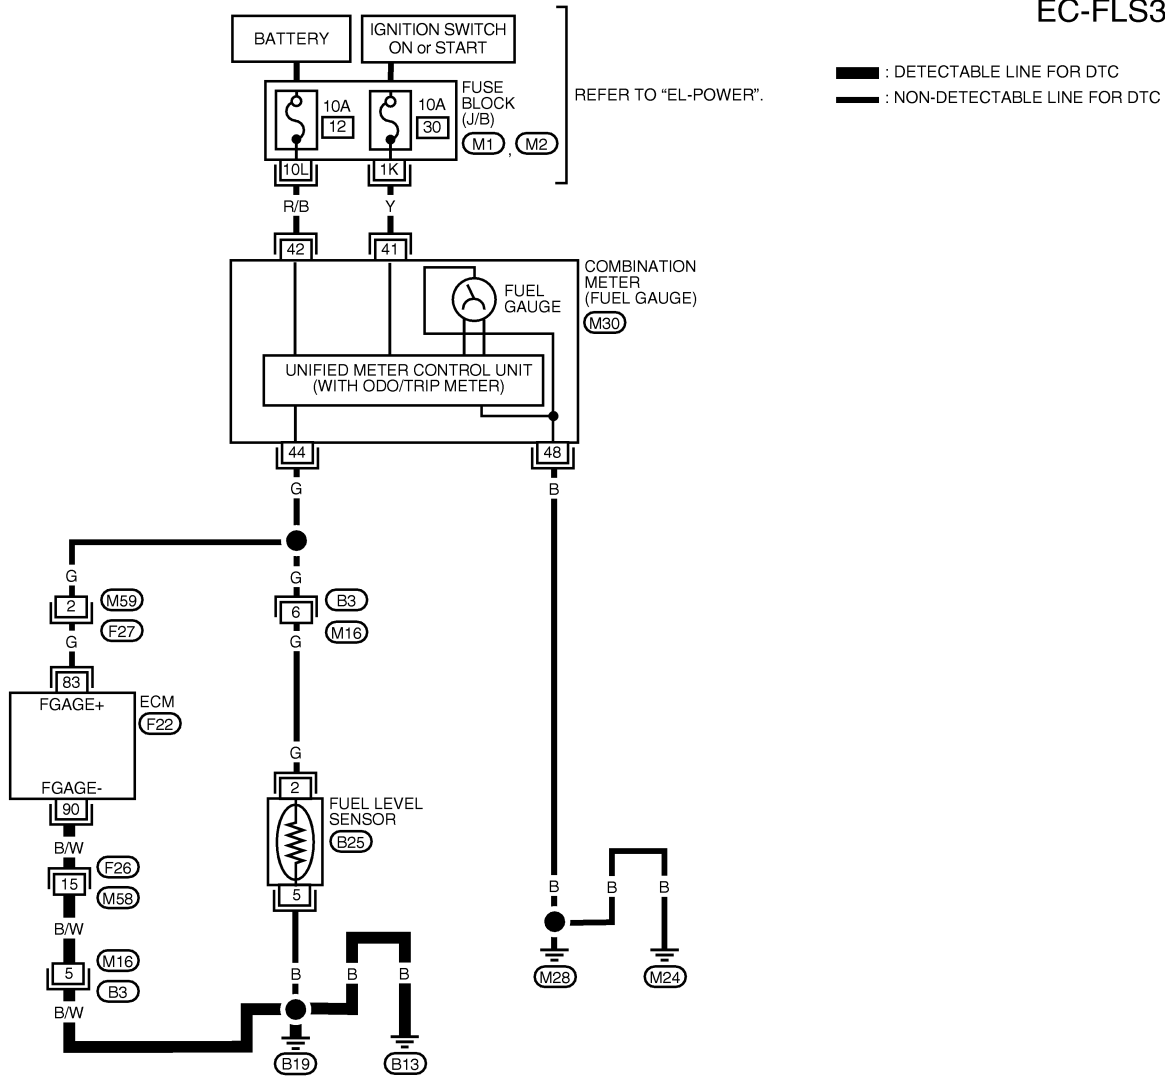 EC-FLS3
BATTERY
IGNITION SWITCH
ON or START
: DETECTABLE LINE FOR DTC
: NON-DETECTABLE LINE FOR DTC
10A
12
10A
30
FUSE
BLOCK
(J/B)
M1 , M2
REFER TO “EL-POWER”.
10L
1K
R/B
Y
42
41
COMBINATION
METER
(FUEL GAUGE)
M30
FUEL
GAUGE
UNIFIED METER CONTROL UNIT
(WITH ODO/TRIP METER)
44
48
G
B
G
G
2
M59
F27
6
B3
M16
G
G
83
FGAGE+
ECM
F22
FGAGE-
90
G
2
FUEL LEVEL
SENSOR
B25
5
B/W
15
F26
M58
B/W
5
M16
B3
B/W
B
B
B
B19
B13
B
B
B
M28
M24